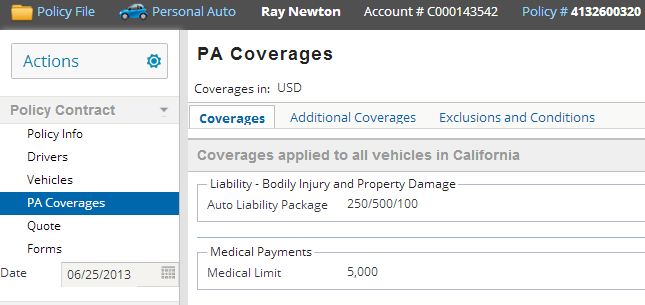 Policy File Personal Auto Ray Newton Account # C000143542 Policy # 4132600320
Actions
Policy Contract
Policy Info
Drivers
Vehicles
PA Coverages
Quote
Forms
Date 06/25/2013
PA Coverages
Coverages in: USD
Coverages Additional Coverages Exclusions and Conditions
Coverages applied to all vehicles in California
Liability - Bodily Injury and Property Damage
Auto Liability Package 250/500/100
Medical Payments
Medical Limit 5,000